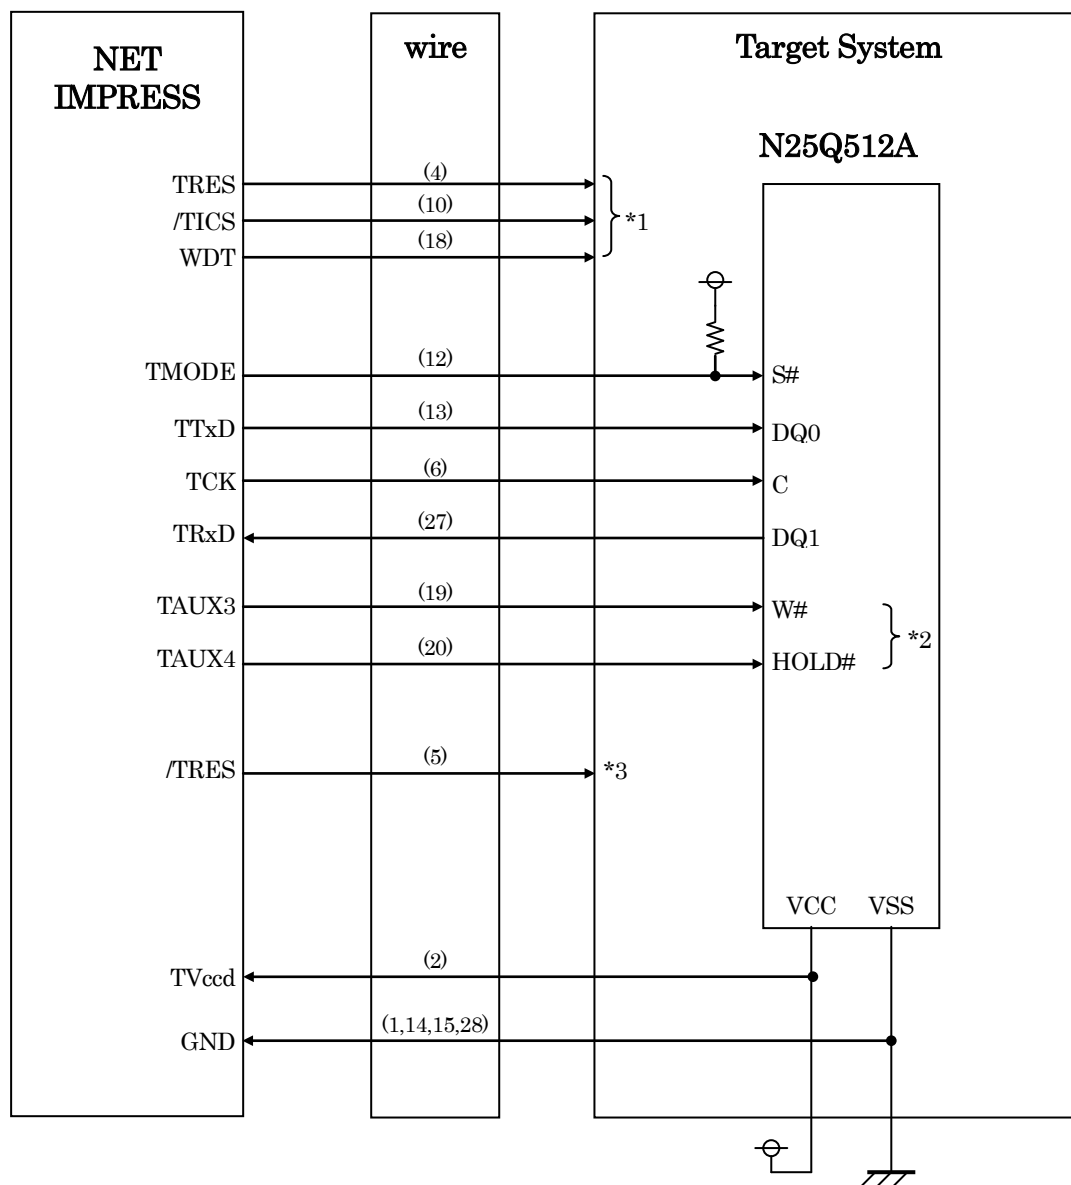 NET
IMPRESS
wire
Target System
N25Q512A
TRES
(4)
/TICS
(10)
*1
WDT
(18)
TMODE
(12)
S#
TTxD
(13)
DQ0
TCK
(6)
C
TRxD
(27)
DQ1
TAUX3
(19)
W#
*2
TAUX4
(20)
HOLD#
/TRES
(5)
*3
VCC
VSS
TVccd
(2)
GND
(1,14,15,28)